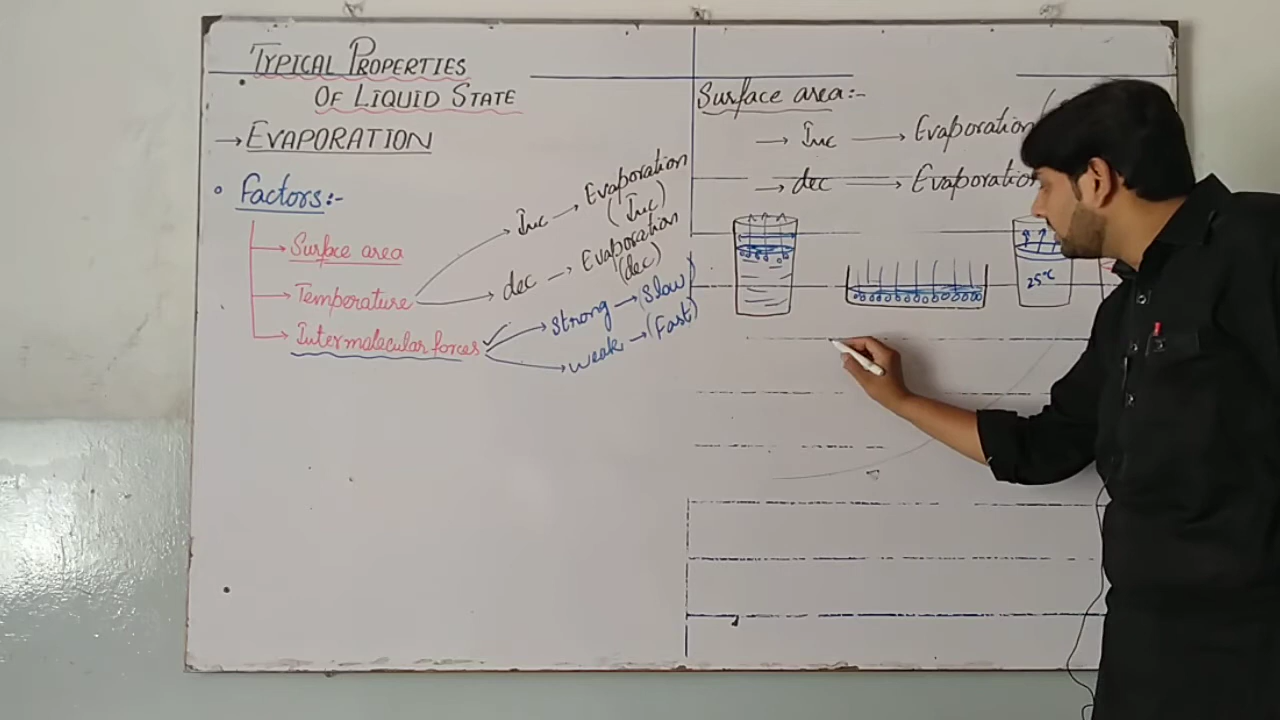 TYPICAL PROPERTIES
OF LIQUID STATE
→ EVAPORATION
Factors:-
→ Surface area
→ Temperature
→ Inc → Evaporation
(Inc)
→ dec → Evaporation
(dec)
→ Intermolecular forces
→ Strong → (Slow)
→ Weak → (Fast)
Surface area:-
→ Inc → Evaporation
→ dec → Evaporation
25°C